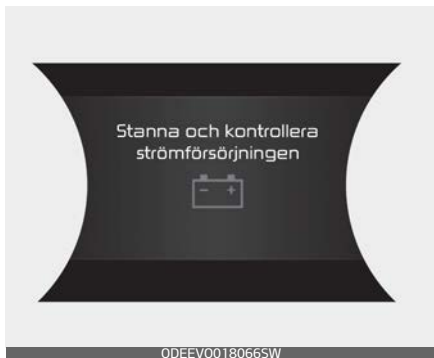 Stanna och kontrollera
strömförsörjningen
- +
ODEEV0018066SW